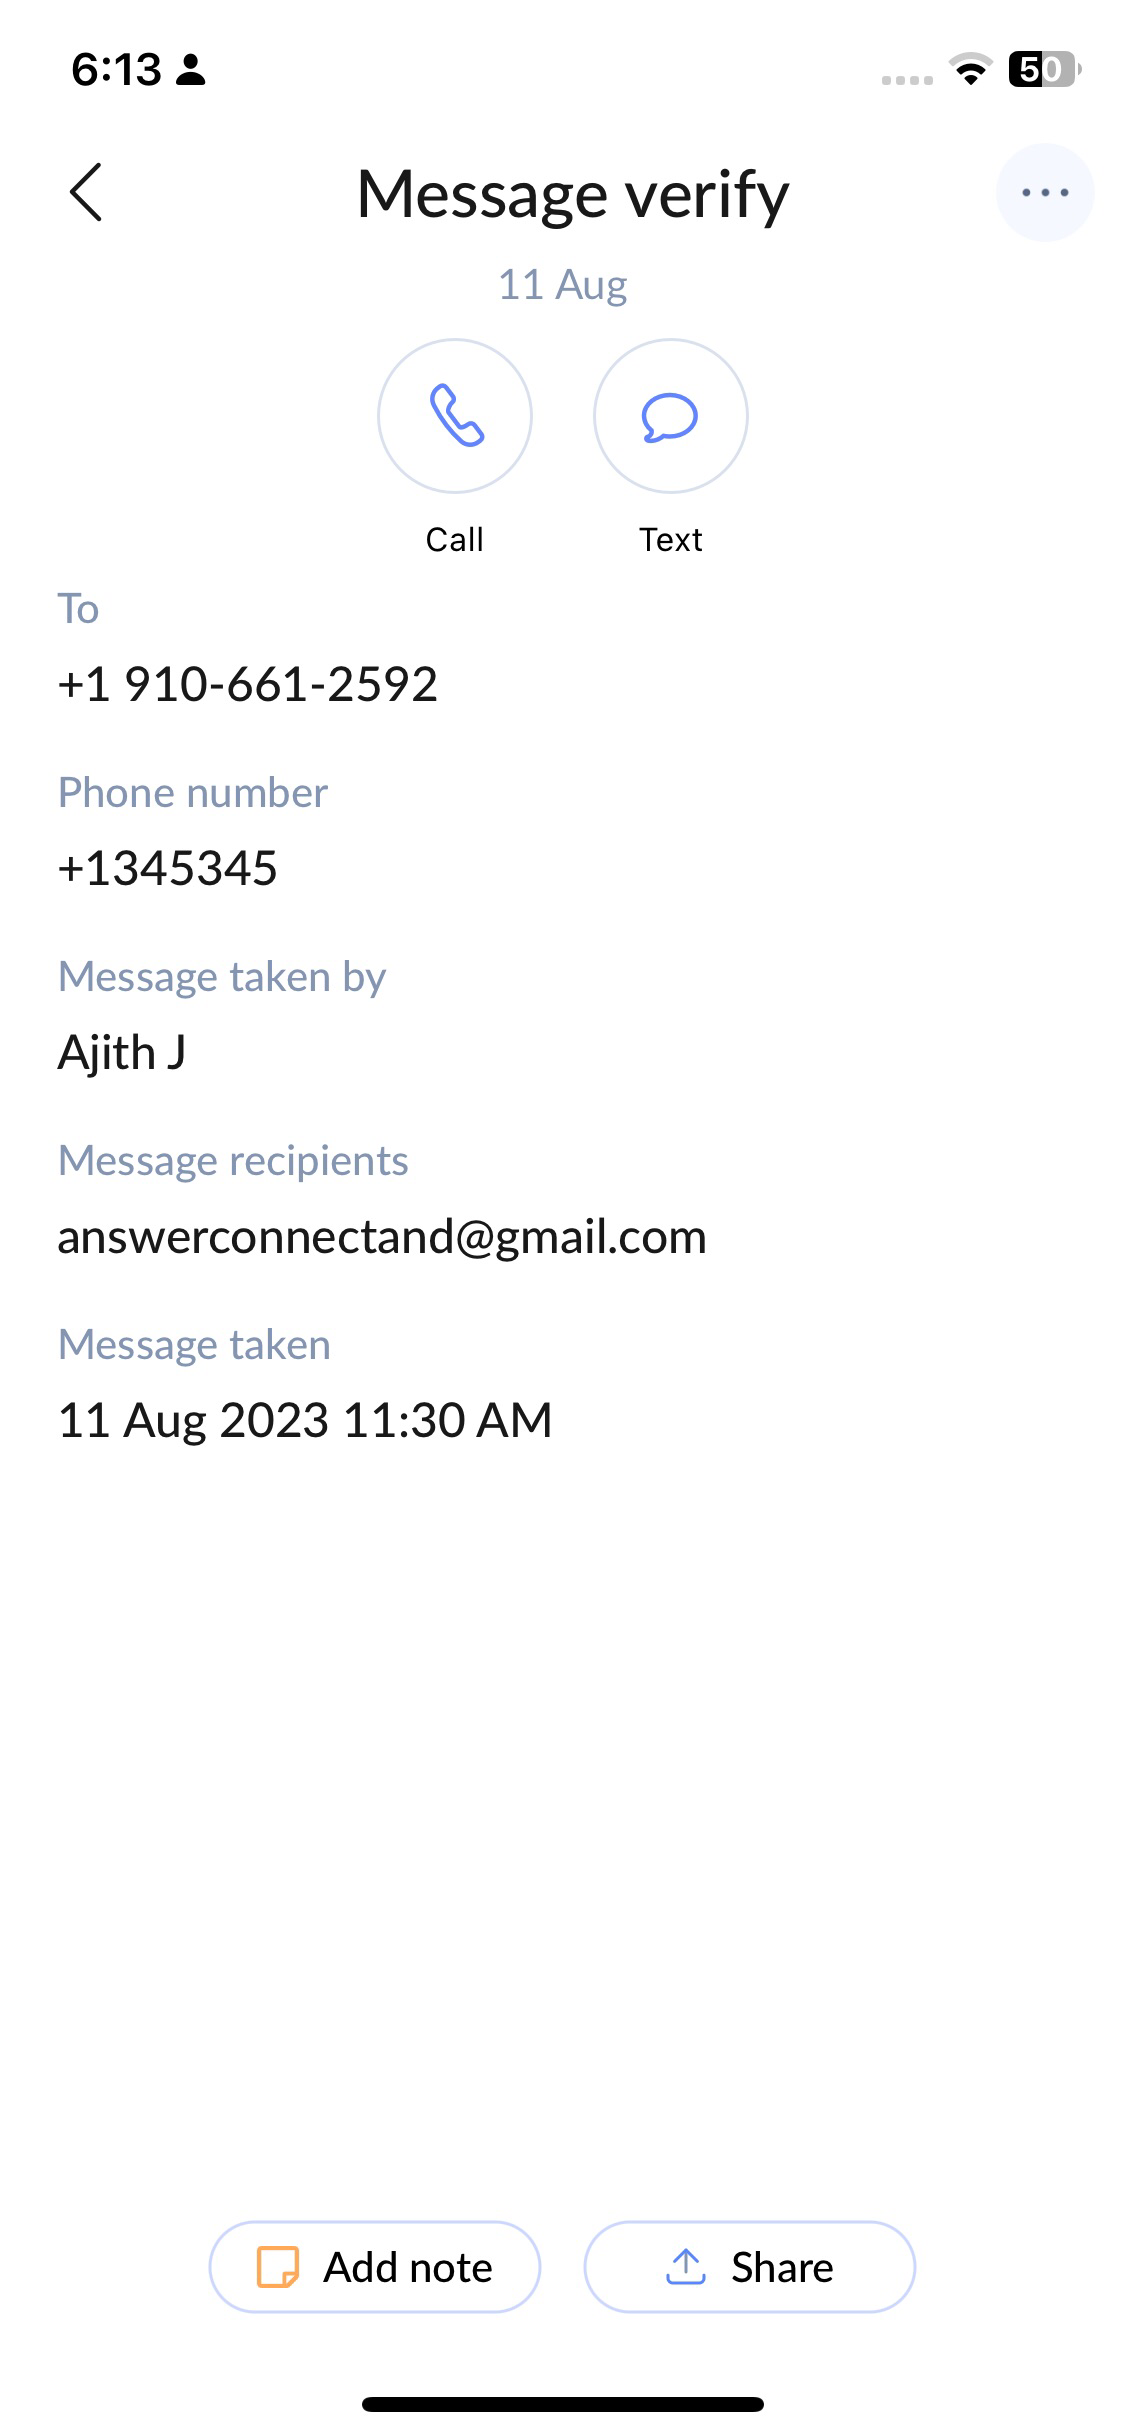 6:13
50
Message verify
11 Aug
Call
Text
To
+1 910-661-2592
Phone number
+1345345
Message taken by
Ajith J
Message recipients
answerconnectand@gmail.com
Message taken
11 Aug 2023 11:30 AM
Add note
Share